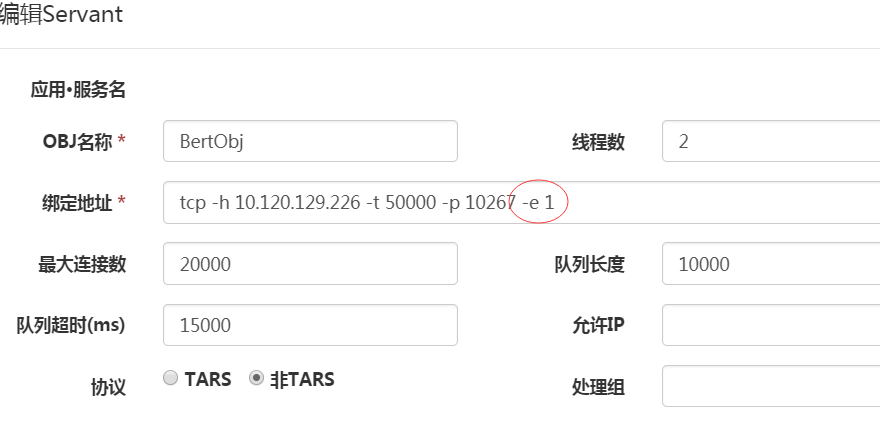 编辑Servant
应用•服务名
OBJ名称 * BertObj 线程数 2
绑定地址 * tcp -h 10.120.129.226 -t 50000 -p 10267 -e 1
最大连接数 20000 队列长度 10000
队列超时(ms) 15000 允许IP
协议 TARS 非TARS 处理组